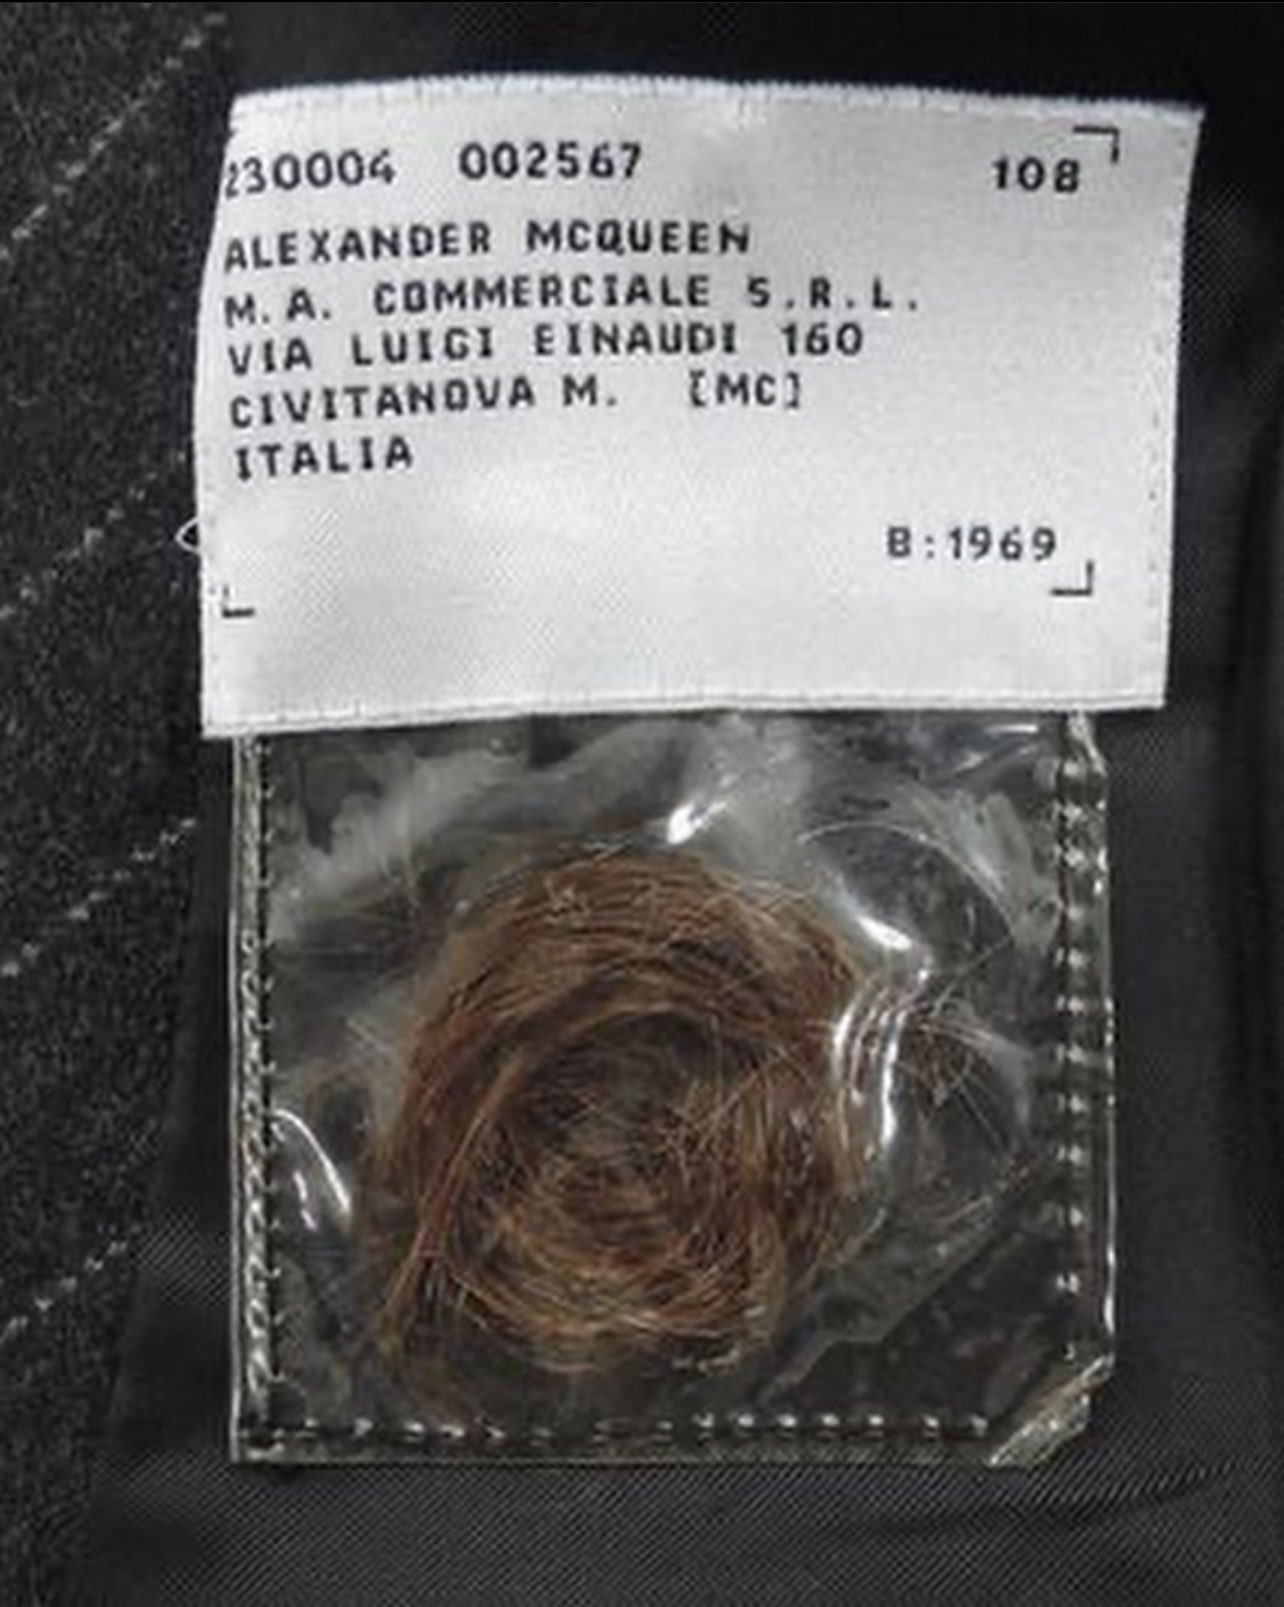 230004 002567 108
ALEXANDER MCQUEEN
M.A. COMMERCIALE S.R.L.
VIA LUIGI EINAUDI 160
CIVITANOVA M. [MC]
ITALIA
B:1969